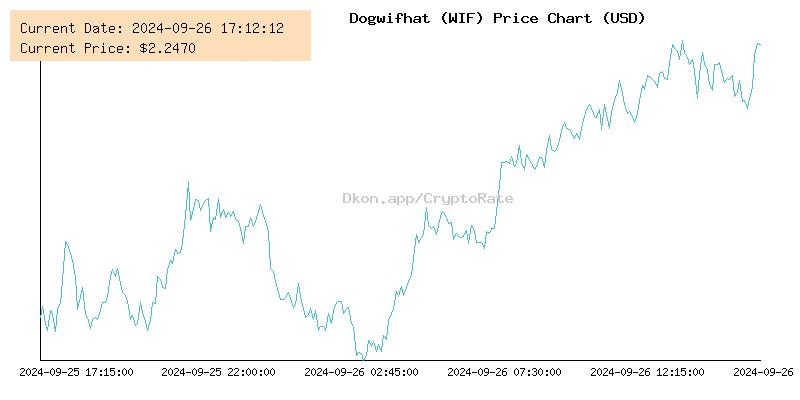 Dogwifhat (WIF) Price Chart (USD)
Current Date: 2024-09-26 17:12:12
Current Price: $2.2470
Dkon.app/CryptoRate
2024-09-25 17:15:00 2024-09-25 22:00:00 2024-09-26 02:45:00 2024-09-26 07:30:00 2024-09-26 12:15:00 2024-09-26